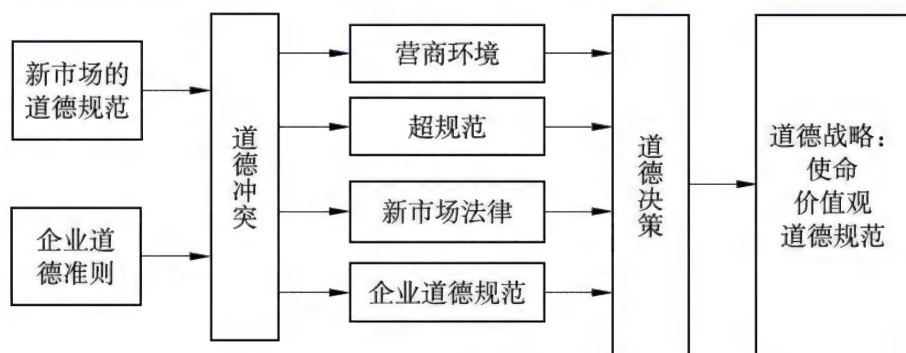 新市场的
道德规范
企业道
德准则
道德冲突
营商环境
超规范
新市场法律
企业道德规范
道德决策
道德战略：
使命
价值观
道德规范